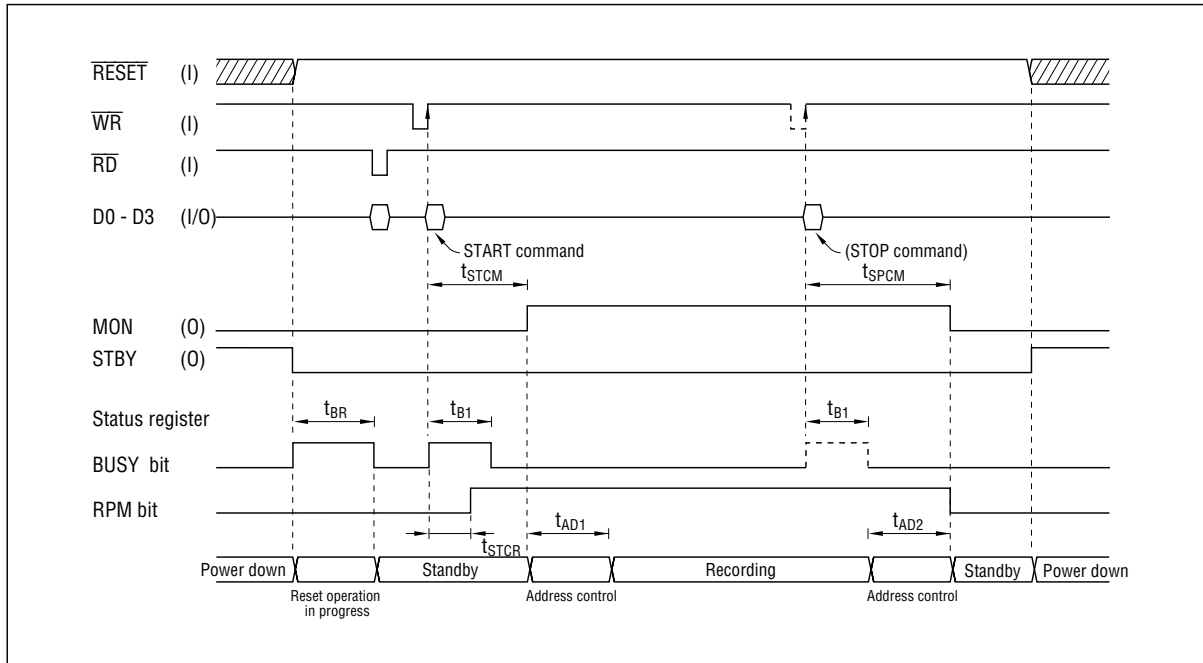 RESET (I)
WR (I)
RD (I)
D0 - D3 (I/O)
START command
(STOP command)
tSTCM
tSPCM
MON (O)
STBY (O)
Status register
tBR
tB1
tB1
BUSY bit
RPM bit
tSTCR
tAD1
tAD2
Power down
Standby
Recording
Standby
Power down
Reset operation
in progress
Address control
Address control